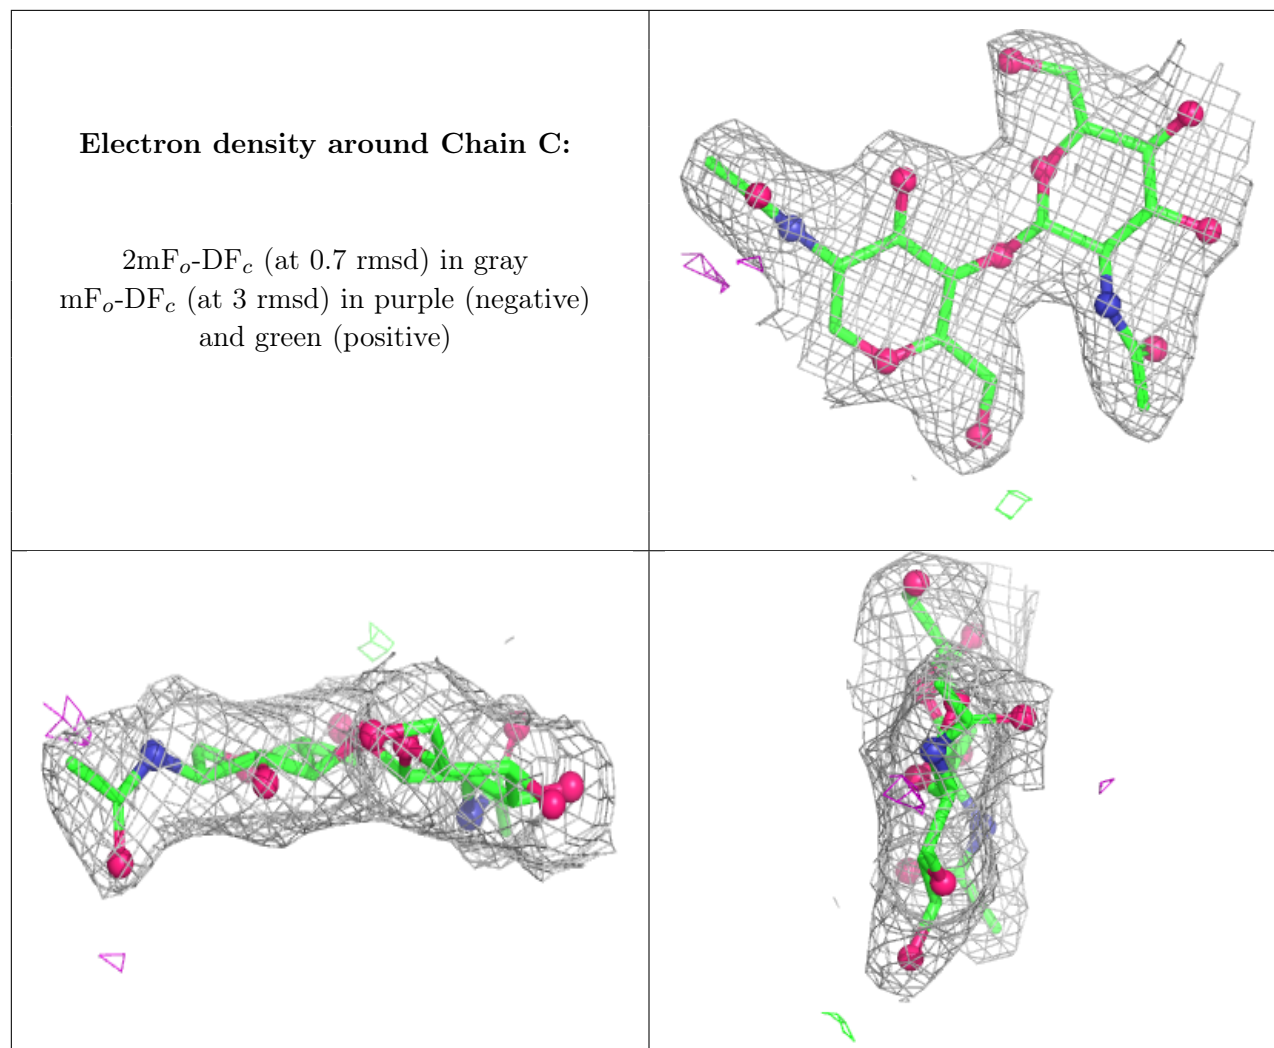 Electron density around Chain C:
2mFₒ-DF𝒸 (at 0.7 rmsd) in gray
mFₒ-DF𝒸 (at 3 rmsd) in purple (negative)
and green (positive)